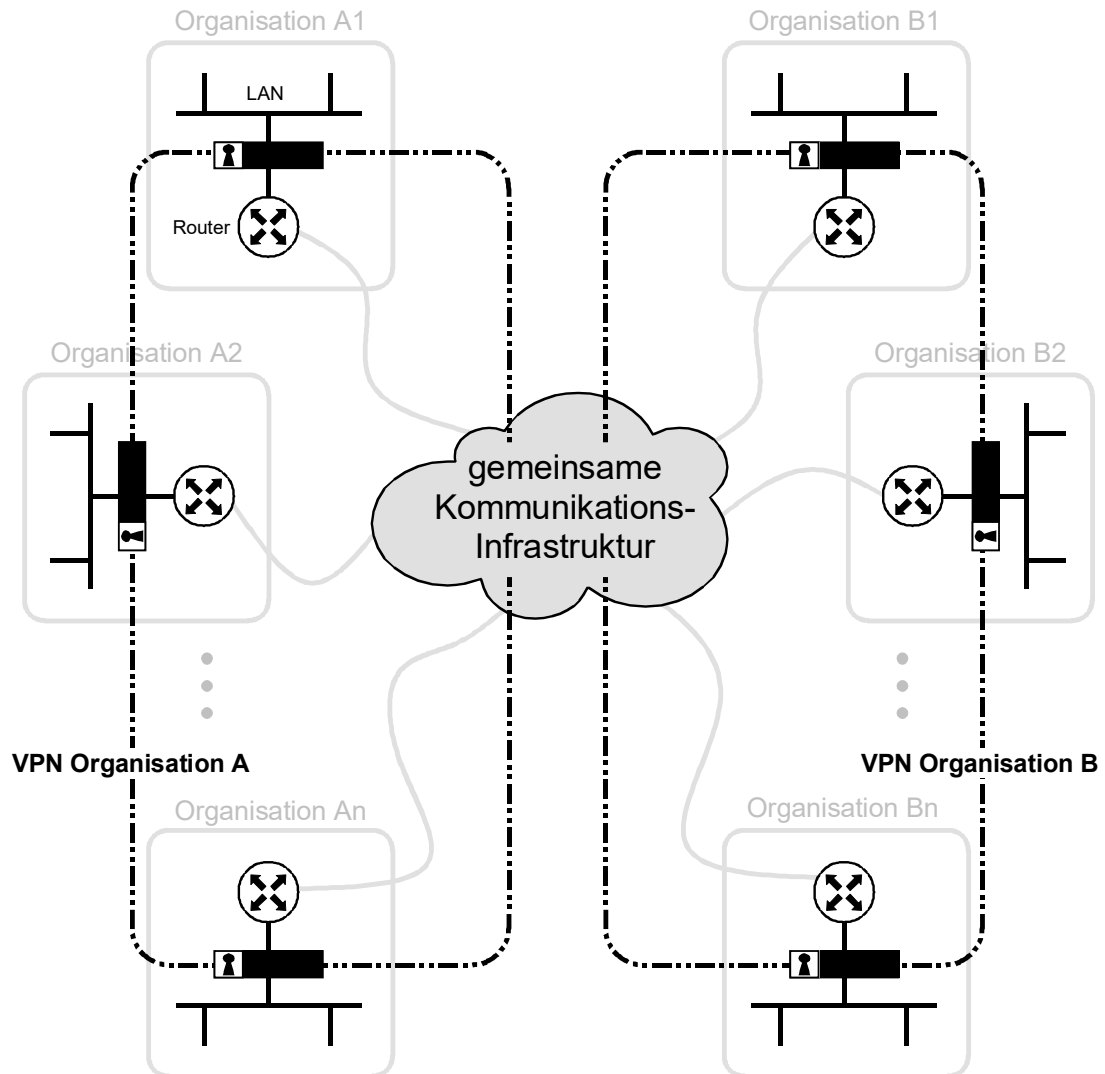 Organisation A1
Organisation B1
LAN
Router
Organisation A2
Organisation B2
gemeinsame
Kommunikations-
Infrastruktur
VPN Organisation A
VPN Organisation B
Organisation An
Organisation Bn